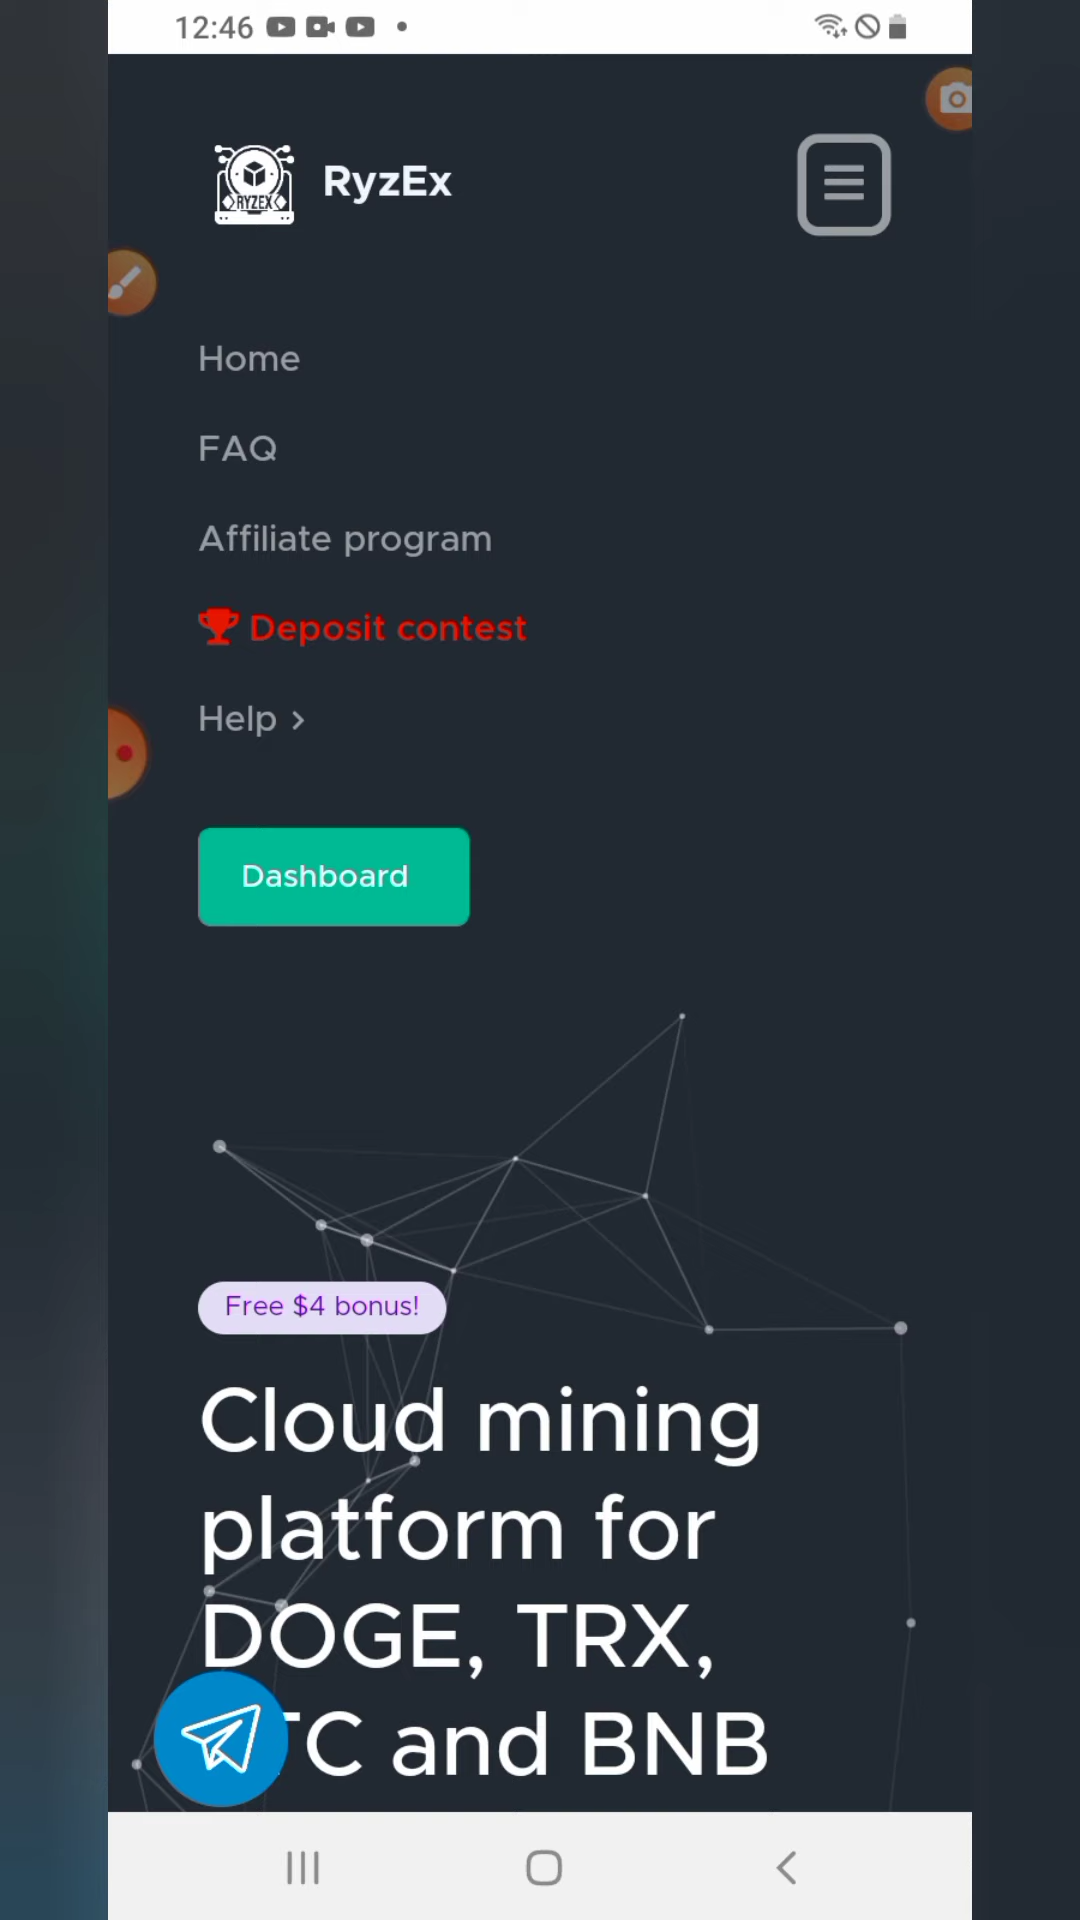 12:46
RYZEX
RyzEx
Home
FAQ
Affiliate program
Deposit contest
Help >
Dashboard
Free $4 bonus!
Cloud mining
platform for
DOGE, TRX,
TC and BNB